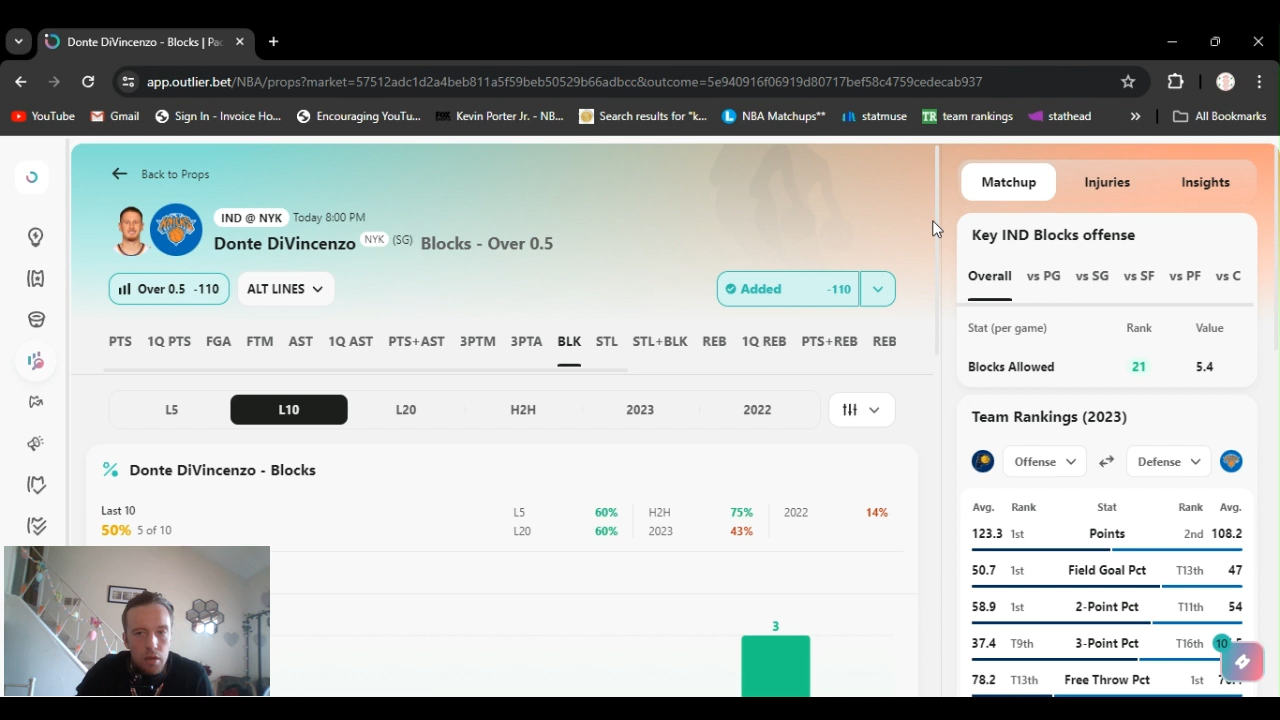 Donte DiVincenzo - Blocks | Pac
app.outlier.bet/NBA/props?market=57512adc1d2a4beb811a5f59beb50529b66adbcc&outcome=5e940916f06919d80717bef58c4759cedecab937
YouTube Gmail Sign In - Invoice Ho... Encouraging YouTu... FOX Kevin Porter Jr. - NB... Search results for "k... NBA Matchups** statmuse TR team rankings stathead » All Bookmarks
Back to Props
IND @ NYK Today 8:00 PM
Donte DiVincenzo NYK (SG) Blocks - Over 0.5
Over 0.5 -110 ALT LINES
Added -110
PTS 1Q PTS FGA FTM AST 1Q AST PTS+AST 3PTM 3PTA BLK STL STL+BLK REB 1Q REB PTS+REB REB
L5 L10 L20 H2H 2023 2022
% Donte DiVincenzo - Blocks
Last 10
50% 5 of 10
L5 60% H2H 75% 2022 14%
L20 60% 2023 43%
3
Matchup Injuries Insights
Key IND Blocks offense
Overall vs PG vs SG vs SF vs PF vs C
Stat (per game) Rank Value
Blocks Allowed 21 5.4
Team Rankings (2023)
Offense Defense
Avg. Rank Stat Rank Avg.
123.3 1st Points 2nd 108.2
50.7 1st Field Goal Pct T13th 47
58.9 1st 2-Point Pct T11th 54
37.4 T9th 3-Point Pct T16th
78.2 T13th Free Throw Pct 1st